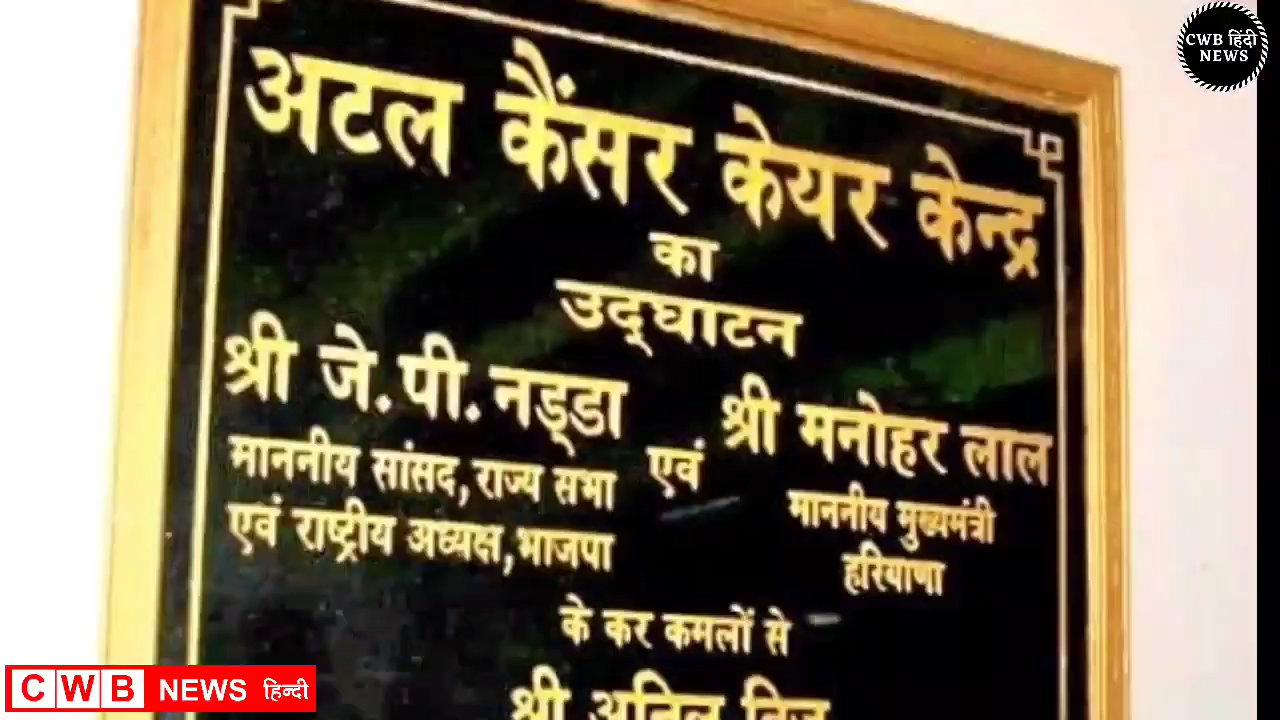 CWB हिंदी
NEWS
अटल कैंसर केयर केन्द्र
का
उद्घाटन
श्री जे.पी. नड्डा
माननीय सांसद, राज्य सभा
एवं राष्ट्रीय अध्यक्ष, भाजपा
एवं
श्री मनोहर लाल
माननीय मुख्यमंत्री
हरियाणा
के कर कमलों से
श्री अनिल विज
CWB NEWS हिन्दी